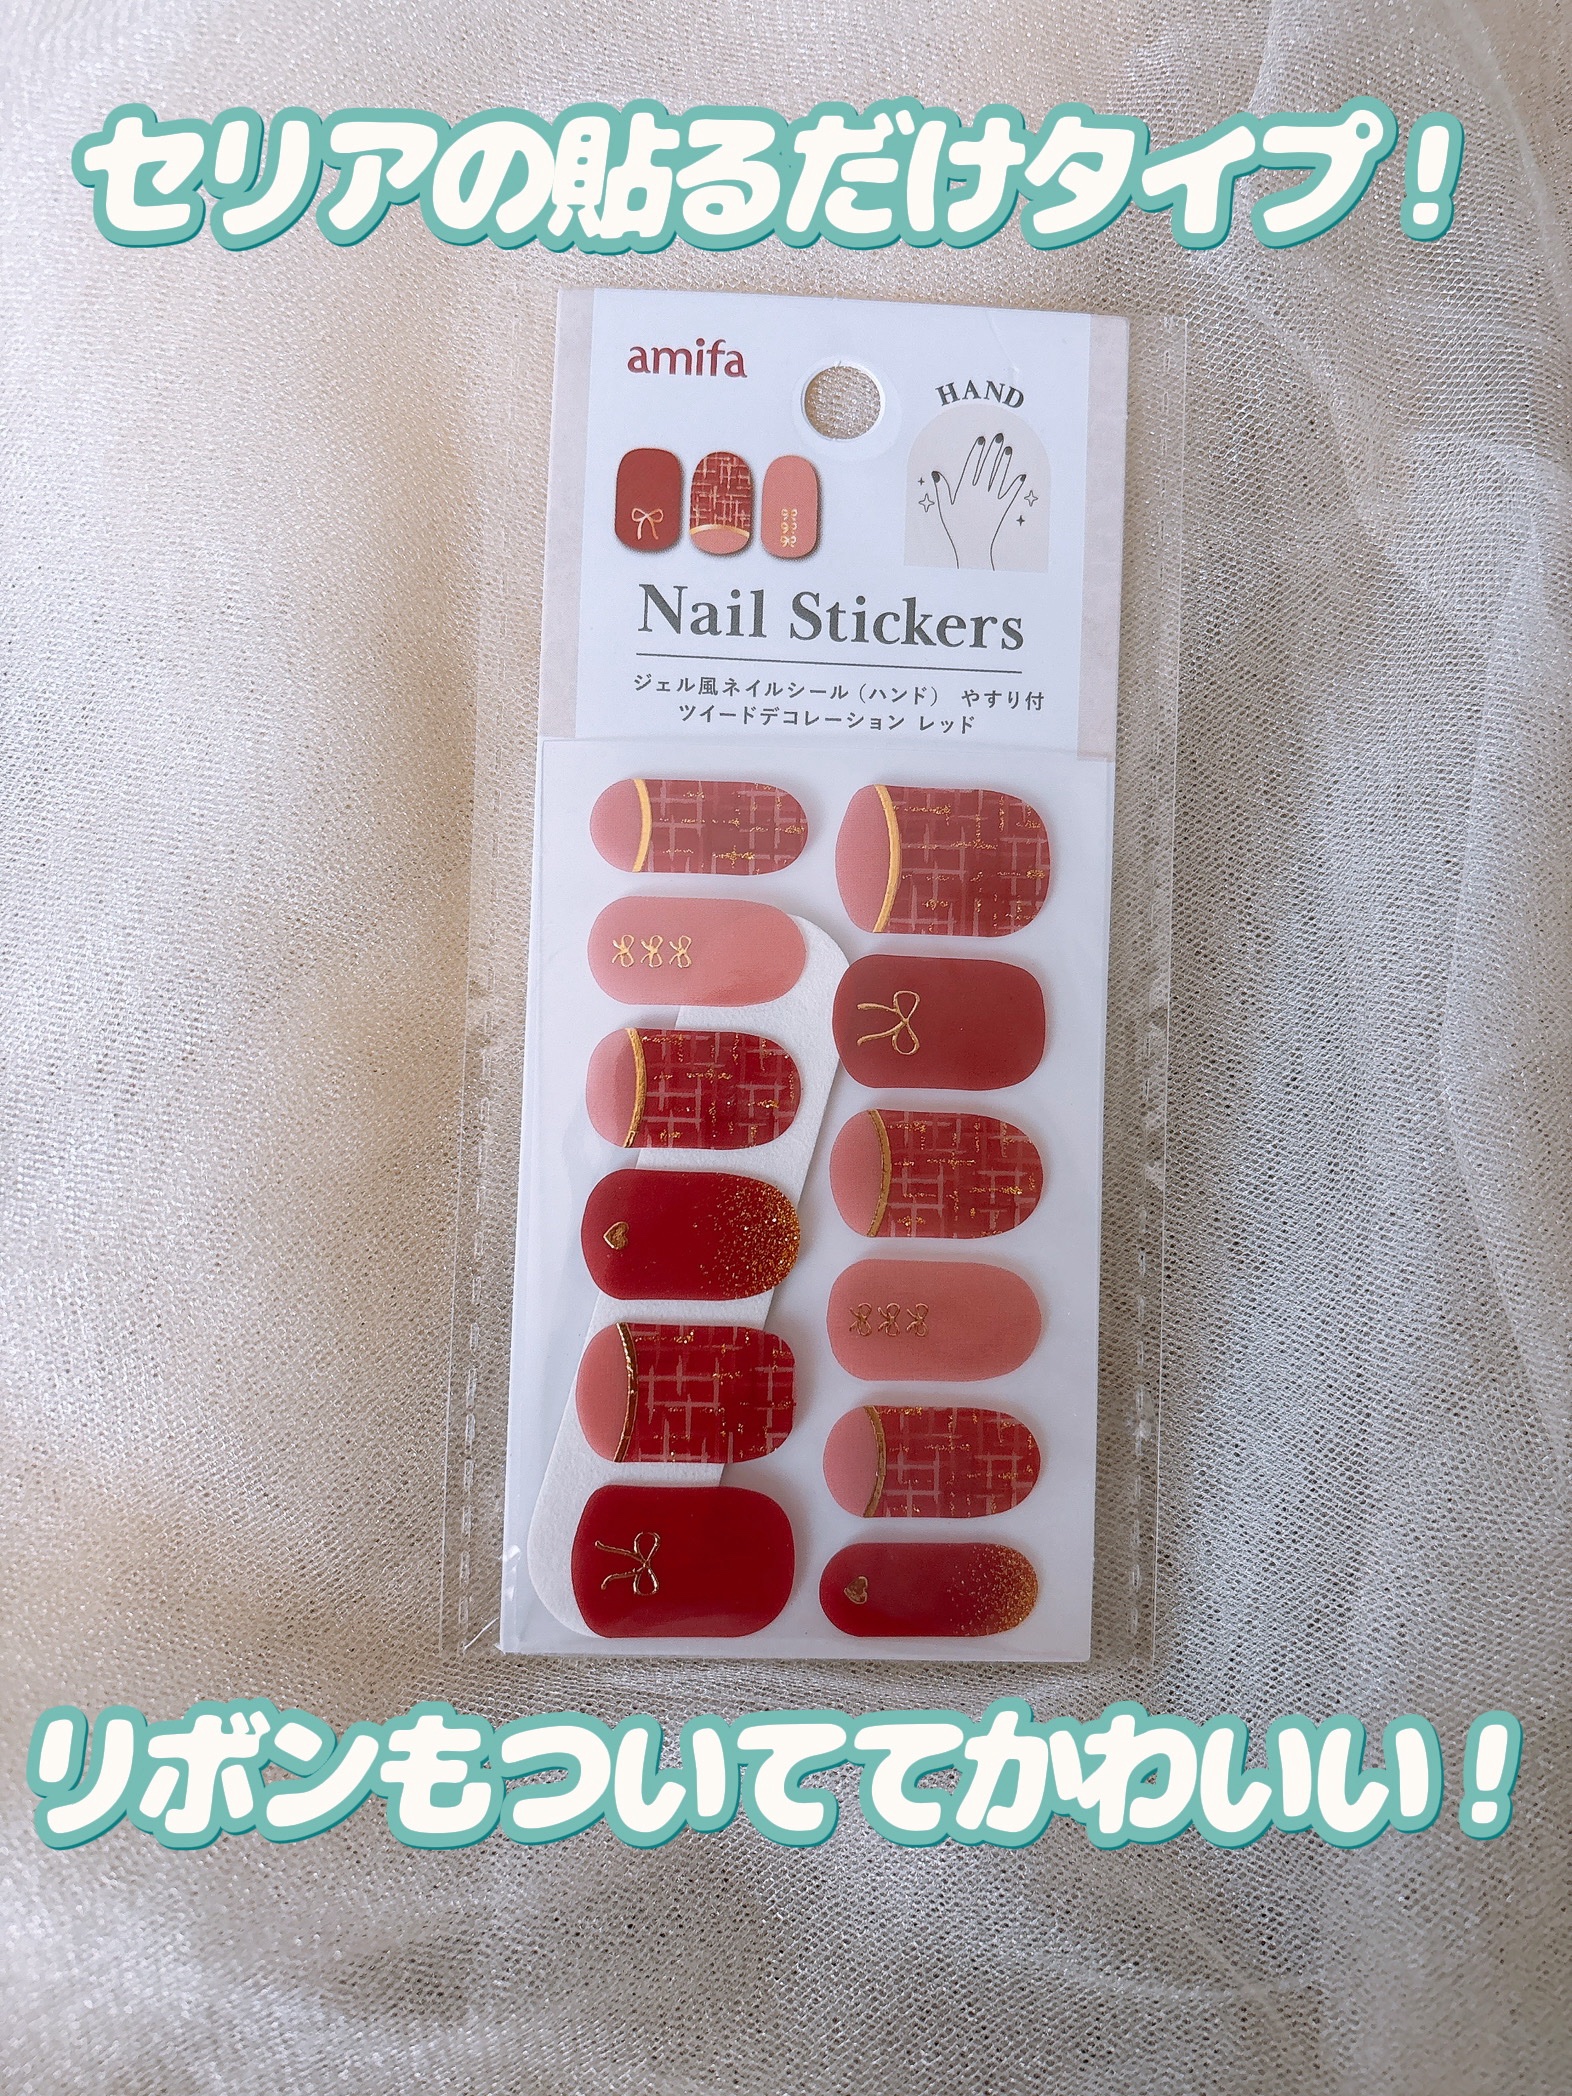 セリアの貼るだけタイプ！
amifa
HAND
Nail Stickers
ジェル風ネイルシール（ハンド） やすり付
ツイードデコレーション レッド
リボンもついててかわいい！